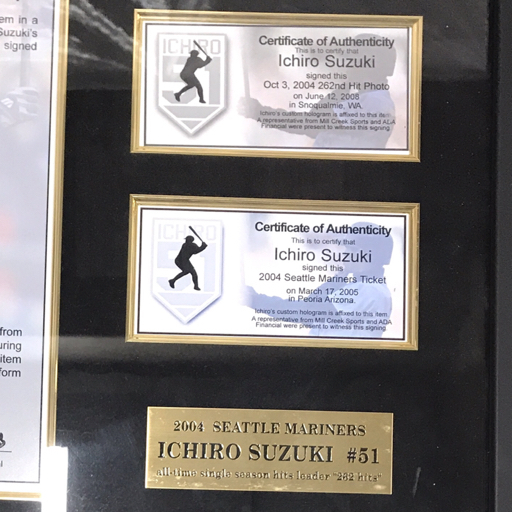 em in a
Suzuki's
signed
ICHIRO
51
Certificate of Authenticity
This is to certify that
Ichiro Suzuki
signed this
Oct 3, 2004 262nd Hit Photo
on June 12, 2008
in Snoqualmie, WA.
Ichiro's custom hologram is affixed to this item.
A representative from Mill Creek Sports and ADA
Financial were present to witness this signing.
ICHIRO
51
Certificate of Authenticity
This is to certify that
Ichiro Suzuki
signed this
2004 Seattle Mariners Ticket
on March 17, 2005
in Peoria Arizona.
Ichiro's custom hologram is affixed to this item.
A representative from Mill Creek Sports and ADA
Financial were present to witness this signing.
from
uring
item
form
2004 SEATTLE MARINERS
ICHIRO SUZUKI #51
all-time single season hits leader "262 hits"